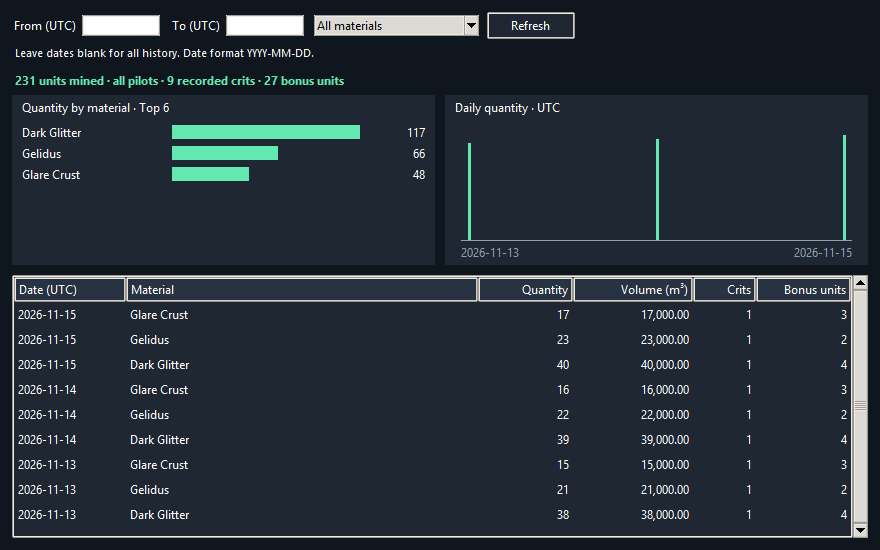 From (UTC) To (UTC) All materials Refresh
Leave dates blank for all history. Date format YYYY-MM-DD.
231 units mined · all pilots · 9 recorded crits · 27 bonus units
Quantity by material · Top 6
Dark Glitter 117
Gelidus 66
Glare Crust 48
Daily quantity · UTC
2026-11-13 2026-11-15
Date (UTC) Material Quantity Volume (m³) Crits Bonus units
2026-11-15 Glare Crust 17 17,000.00 1 3
2026-11-15 Gelidus 23 23,000.00 1 2
2026-11-15 Dark Glitter 40 40,000.00 1 4
2026-11-14 Glare Crust 16 16,000.00 1 3
2026-11-14 Gelidus 22 22,000.00 1 2
2026-11-14 Dark Glitter 39 39,000.00 1 4
2026-11-13 Glare Crust 15 15,000.00 1 3
2026-11-13 Gelidus 21 21,000.00 1 2
2026-11-13 Dark Glitter 38 38,000.00 1 4